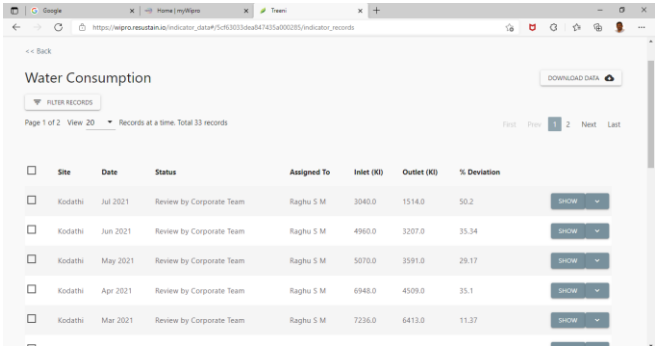 Google
Home | myWipro
Treeni
https://wipro.resustain.io/indicator_data#/5cf63033dea847435a000285/indicator_records
<< Back
Water Consumption
DOWNLOAD DATA
FILTER RECORDS
Page 1 of 2 View 20 Records at a time. Total 33 records
First Prev 1 2 Next Last
Site Date Status Assigned To Inlet (Kl) Outlet (Kl) % Deviation
Kodathi Jul 2021 Review by Corporate Team Raghu S M 3040.0 1514.0 50.2 SHOW
Kodathi Jun 2021 Review by Corporate Team Raghu S M 4960.0 3207.0 35.34 SHOW
Kodathi May 2021 Review by Corporate Team Raghu S M 5070.0 3591.0 29.17 SHOW
Kodathi Apr 2021 Review by Corporate Team Raghu S M 6948.0 4509.0 35.1 SHOW
Kodathi Mar 2021 Review by Corporate Team Raghu S M 7236.0 6413.0 11.37 SHOW